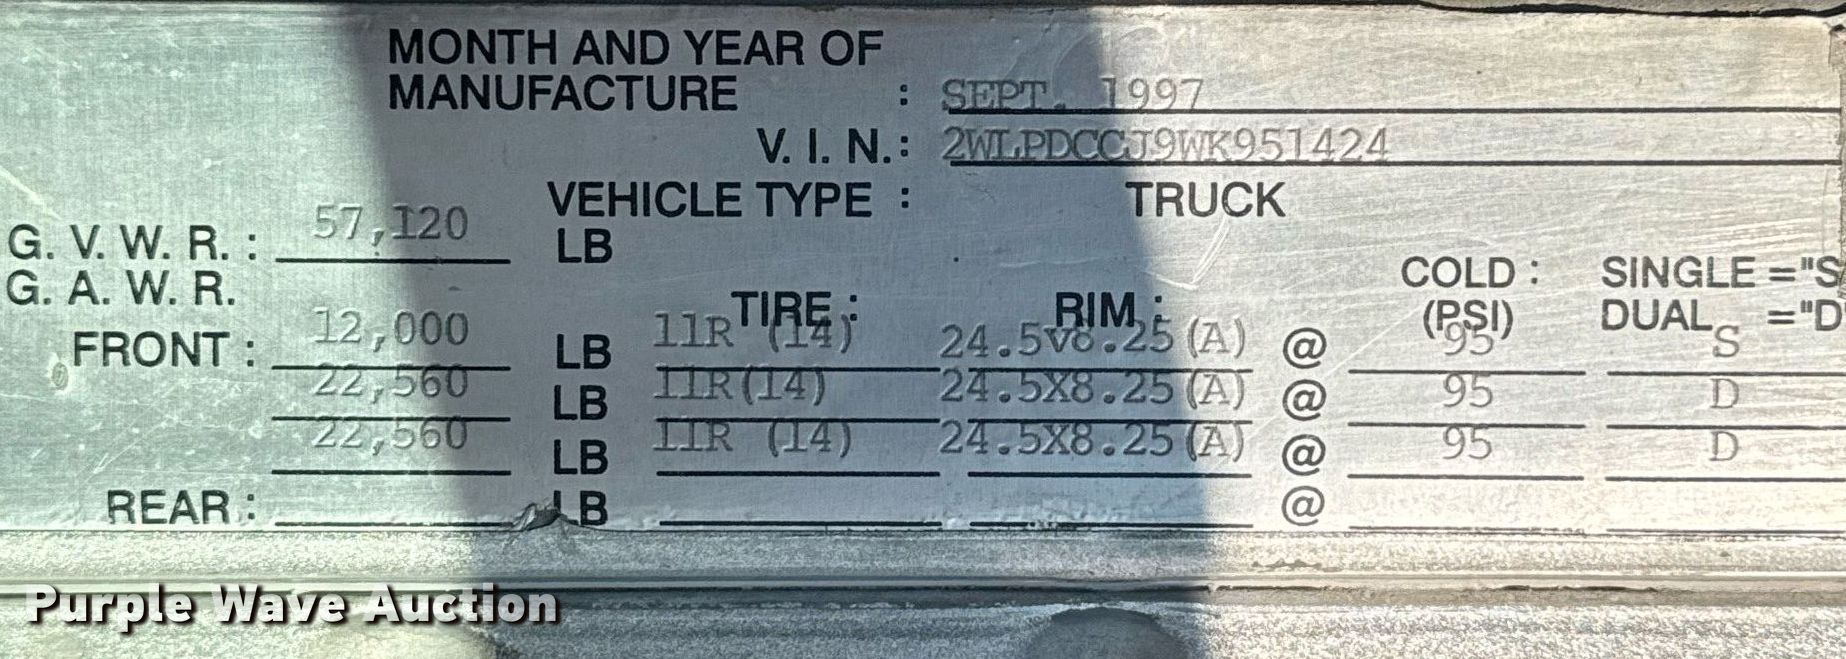 MONTH AND YEAR OF
MANUFACTURE : SEPT. 1997
V. I. N.: 2WLPDCCJ9WK951424
VEHICLE TYPE : TRUCK
G. V. W. R. : 57,120 LB
G. A. W. R. TIRE : RIM : COLD : (PSI) SINGLE ="S
DUAL ="D"
FRONT : 12,000 LB 11R (14) 24.5v8.25(A) @ 95 S
22,560 LB 11R(14) 24.5X8.25(A) @ 95 D
22,560 LB 11R (14) 24.5X8.25(A) @ 95 D
REAR : LB @
Purple Wave Auction